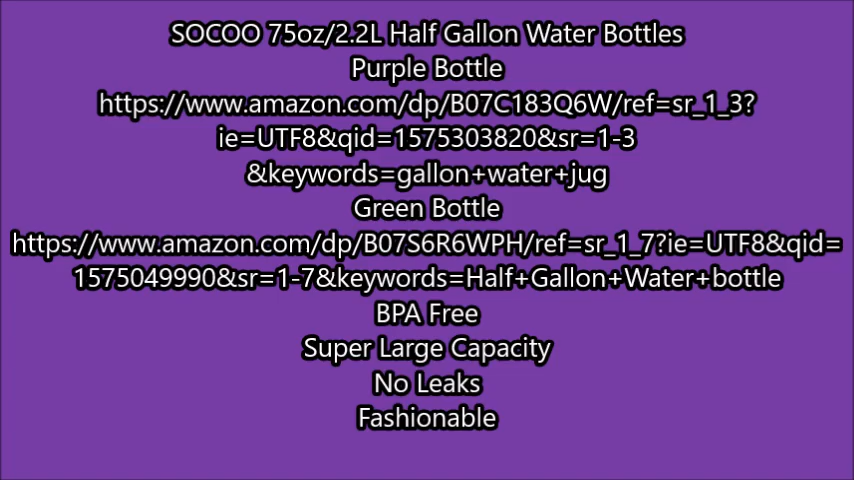 SOCOO 75oz/2.2L Half Gallon Water Bottles
Purple Bottle
https://www.amazon.com/dp/B07C183Q6W/ref=sr_1_3?
ie=UTF8&qid=1575303820&sr=1-3
&keywords=gallon+water+jug
Green Bottle
https://www.amazon.com/dp/B07S6R6WPH/ref=sr_1_7?ie=UTF8&qid=
1575049990&sr=1-7&keywords=Half+Gallon+Water+bottle
BPA Free
Super Large Capacity
No Leaks
Fashionable